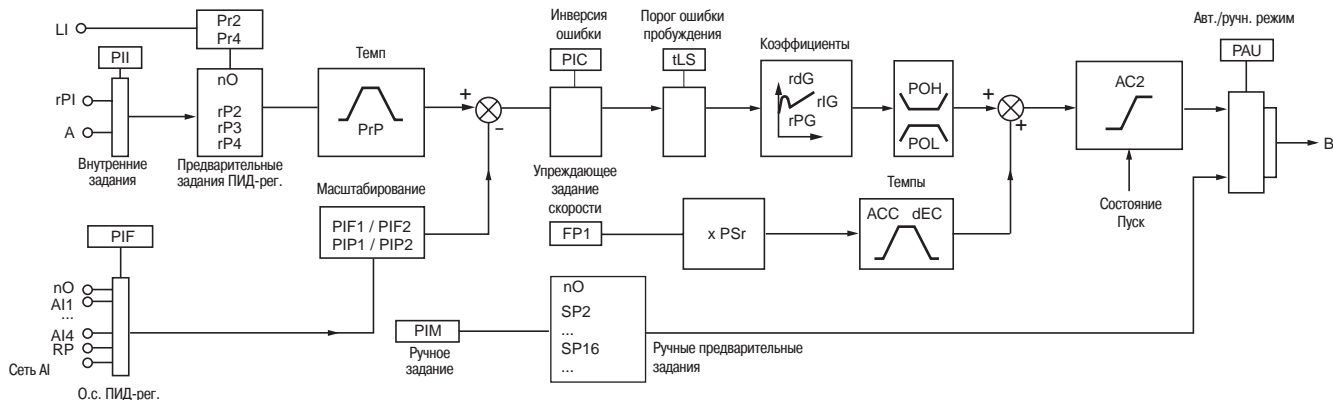 LI
Pr2
Pr4
PII
rPI
A
Внутренние
задания
nO
rP2
rP3
rP4
Предварительные
задания ПИД-рег.
Темп
PrP
+
−
Инверсия
ошибки
PIC
Порог ошибки
пробуждения
tLS
Коэффициенты
rdG
rIG
rPG
POH
POL
+
+
AC2
Состояние
Пуск
Авт./ручн. режим
PAU
B
PIF
nO
AI1
...
AI4
RP
Сеть AI
О.с. ПИД-рег.
Масштабирование
PIF1 / PIF2
PIP1 / PIP2
Упреждающее
задание
скорости
FP1
x PSr
Темпы
ACC dEC
PIM
Ручное
задание
nO
SP2
...
SP16
...
Ручные предварительные
задания